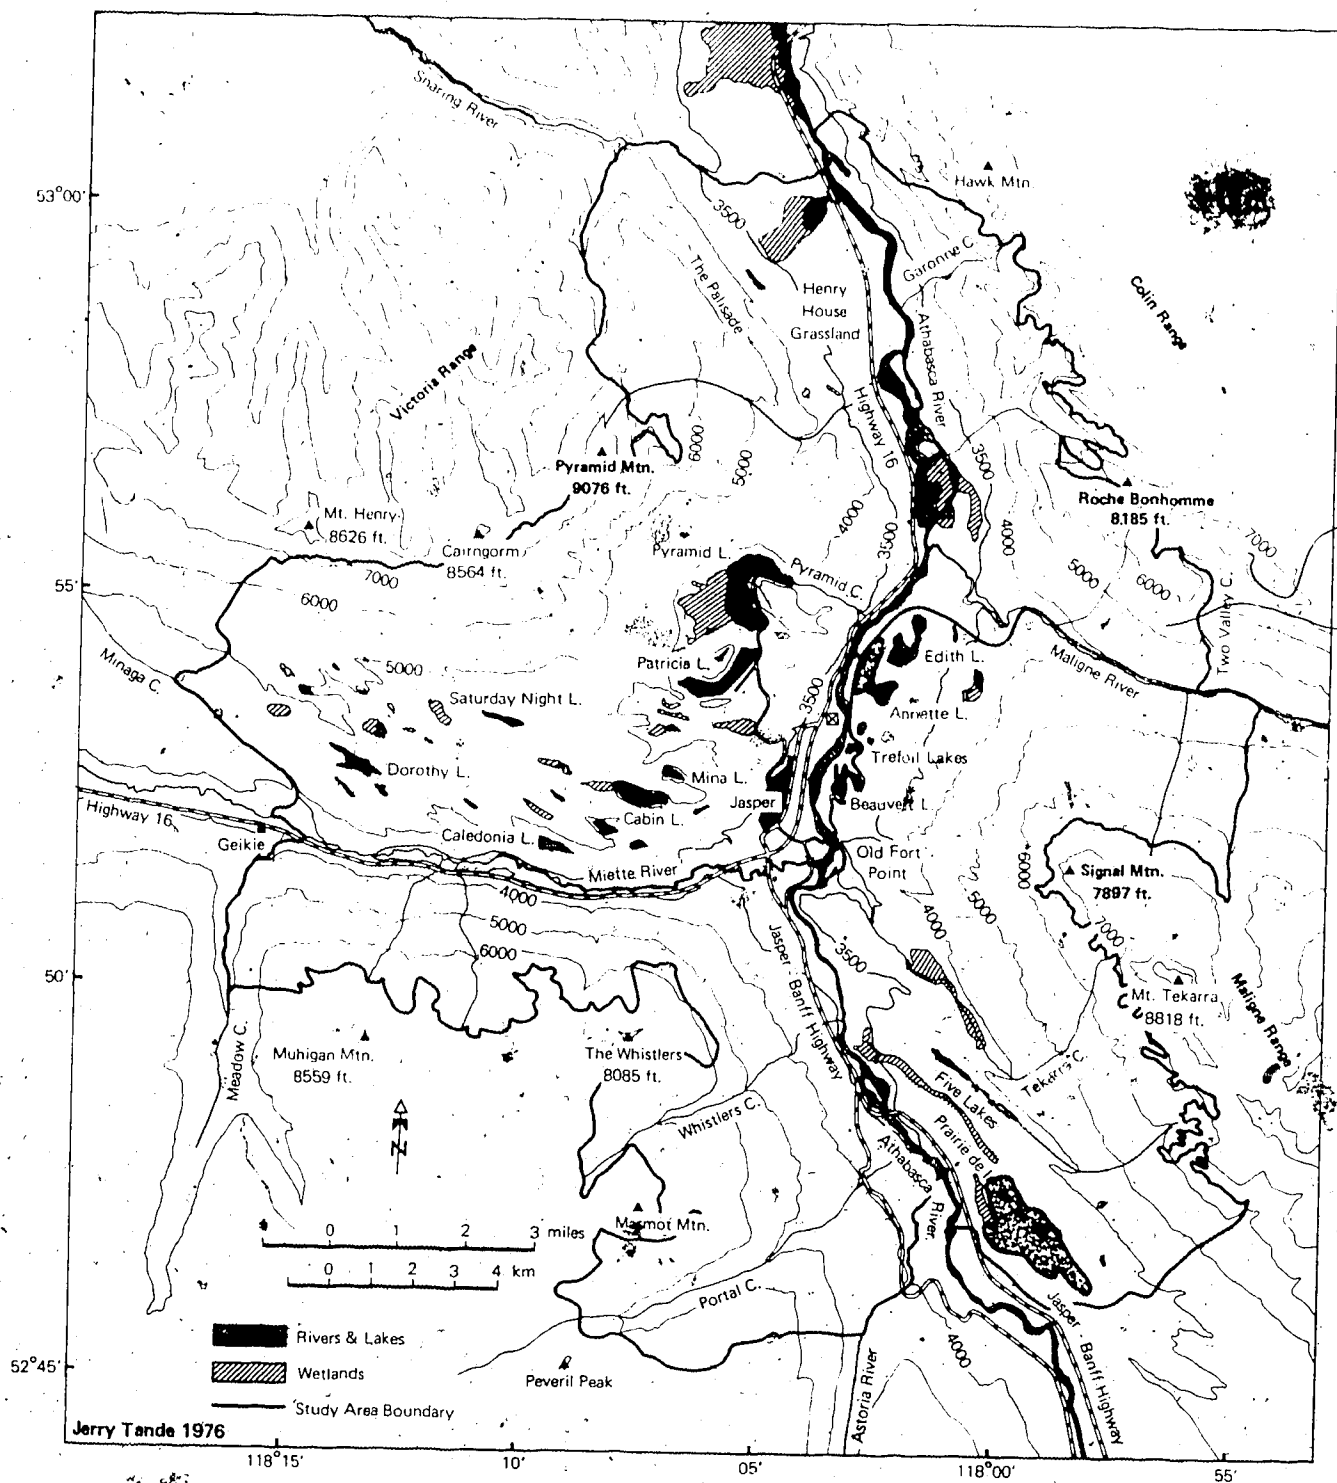 Snaring River
53°00'
Hawk Mtn.
3500
Garonne C.
The Palisade
Henry
House
Grassland
Colin Range
Athabasca River
Victoria Range
Highway 16
6000
5000
3500
Pyramid Mtn.
9076 ft.
Roche Bonhomme
8185 ft.
Mt. Henry
8626 ft.
4000
3500
4000
7000
Cairngorm
8564 ft.
Pyramid L.
Pyramid C.
55'
7000
6000
5000
6000
Two Valley C.
Minaga C.
5000
Patricia L.
Edith L.
Maligne River
Saturday Night L.
3500
Annette L.
Dorothy L.
Mina L.
Trefoil Lakes
Highway 16
Jasper
Beauvert L.
Cabin L.
Geikie
Caledonia L.
Old Fort
Point
Miette River
6000
Signal Mtn.
7897 ft.
4000
5000
4000
5000
7000
6000
3500
50'
Jasper - Banff Highway
Mt. Tekarra
8818 ft.
Maligne Range
Meadow C.
Muhigan Mtn.
8559 ft.
The Whistlers
8085 ft.
Tekarra C.
Five Lakes
Prairie de l
N
Whistlers C.
Athabasca
River
Marmot Mtn.
0 1 2 3 miles
0 1 2 3 4 km
Portal C.
Jasper - Banff Highway
Rivers & Lakes
Wetlands
Study Area Boundary
4000
52°45'
Peveril Peak
Astoria River
Jerry Tande 1976
118°15'
10'
05'
118°00'
55'